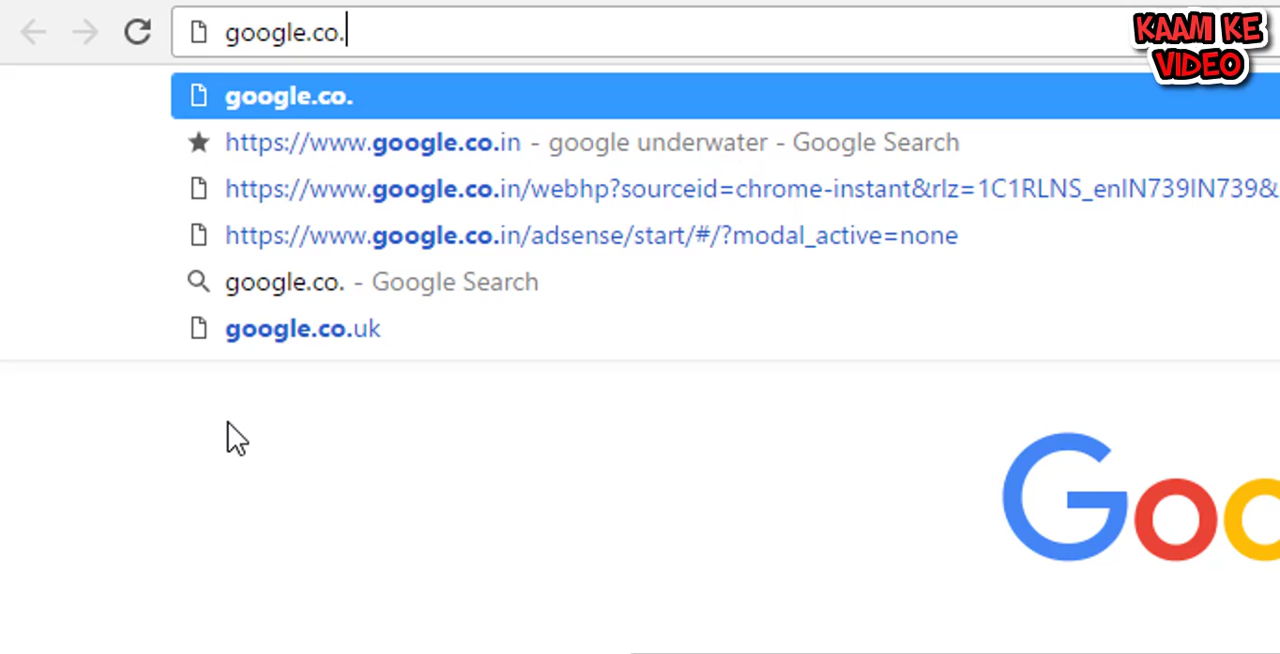 google.co.
KAAMI KE
VIDEO
google.co.
https://www.google.co.in - google underwater - Google Search
https://www.google.co.in/webhp?sourceid=chrome-instant&rlz=1C1RLNS_enIN739IN739&
https://www.google.co.in/adsense/start/#/?modal_active=none
google.co. - Google Search
google.co.uk
Goo